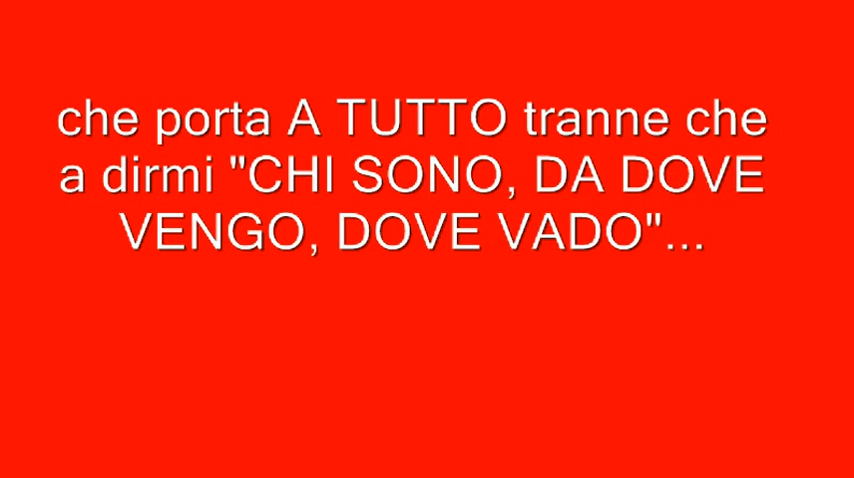 che porta A TUTTO tranne che
a dirmi "CHI SONO, DA DOVE
VENGO, DOVE VADO"...